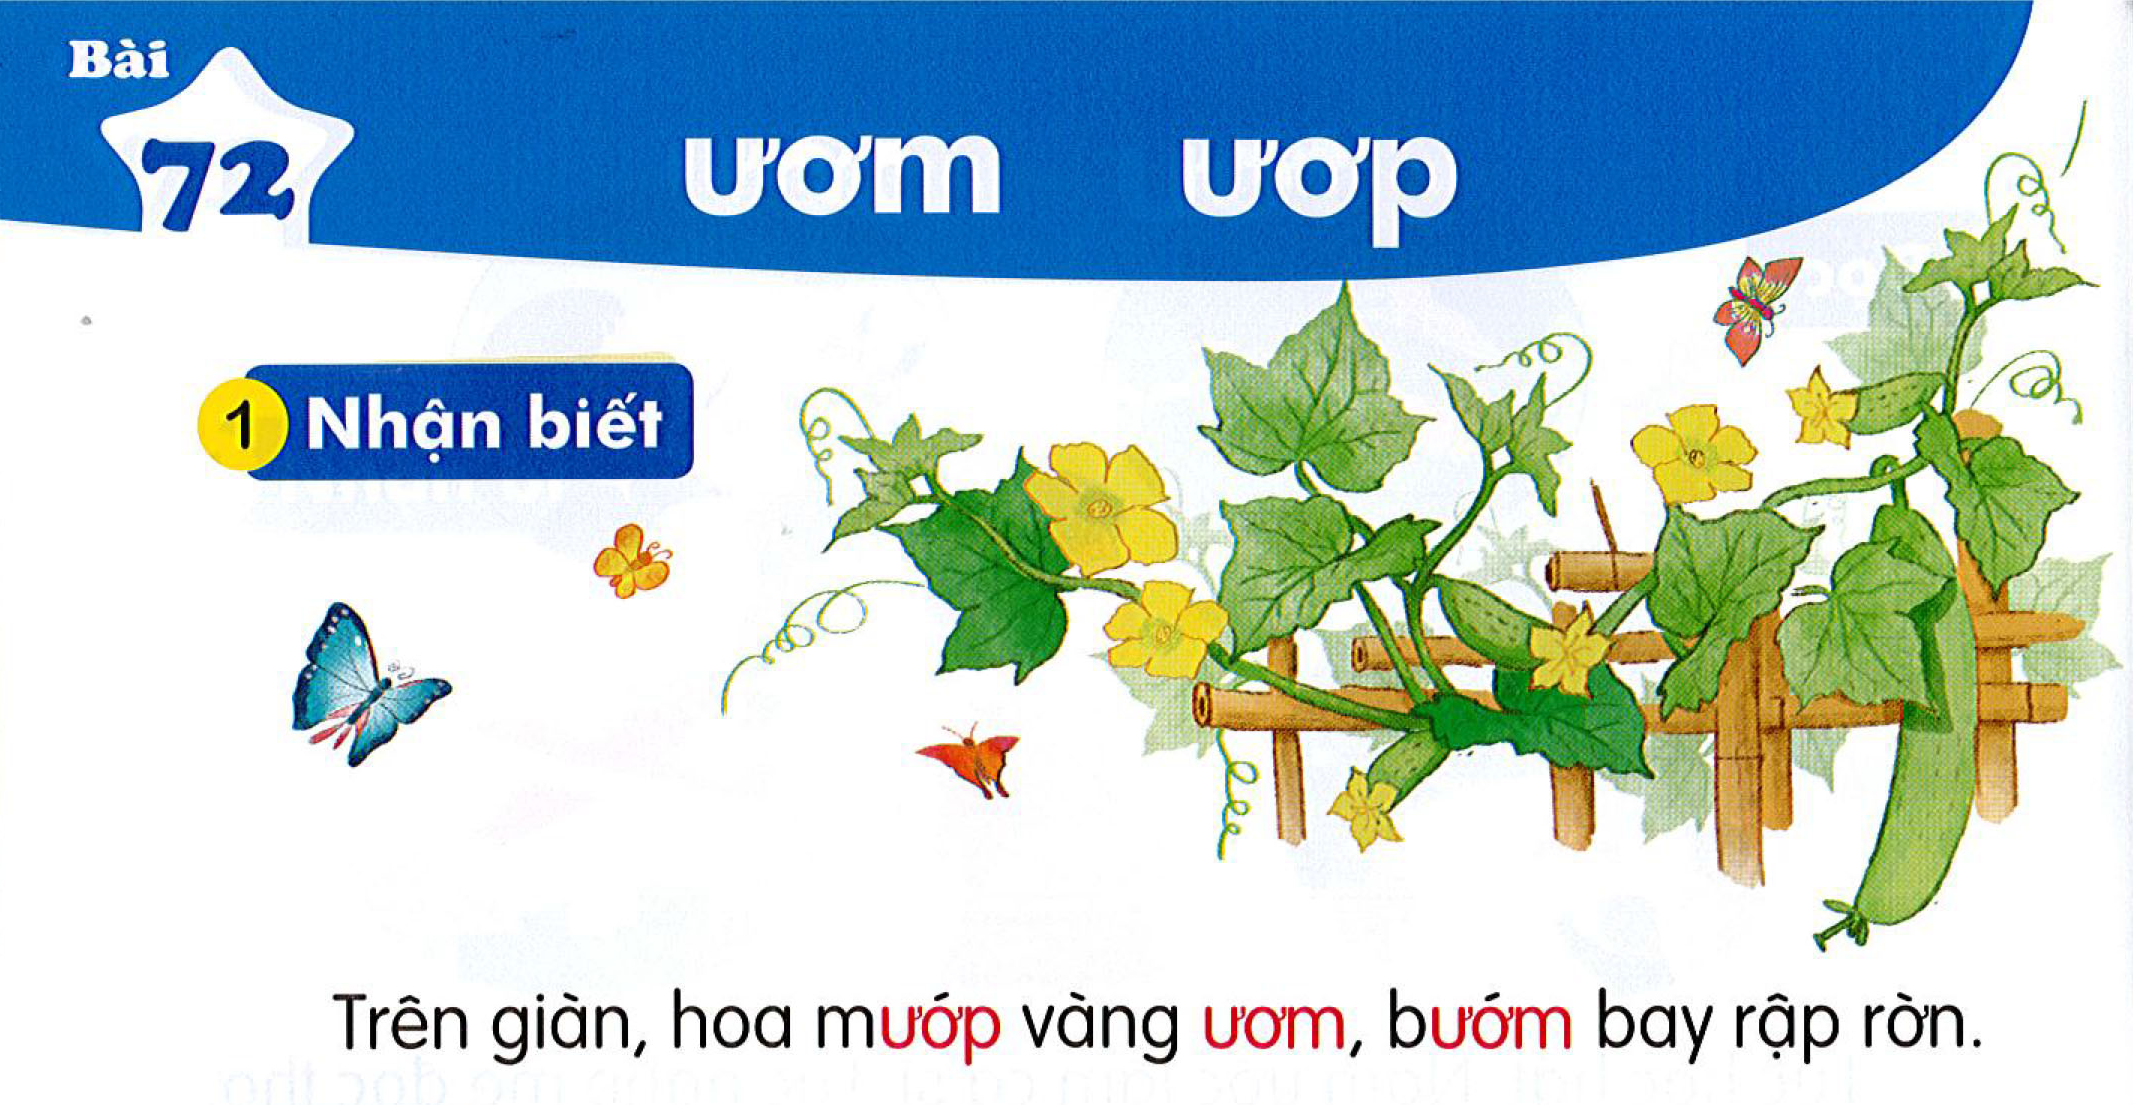 Bài
72
ươm ươp
1 Nhận biết
Trên giàn, hoa mướp vàng ươm, bướm bay rập rờn.